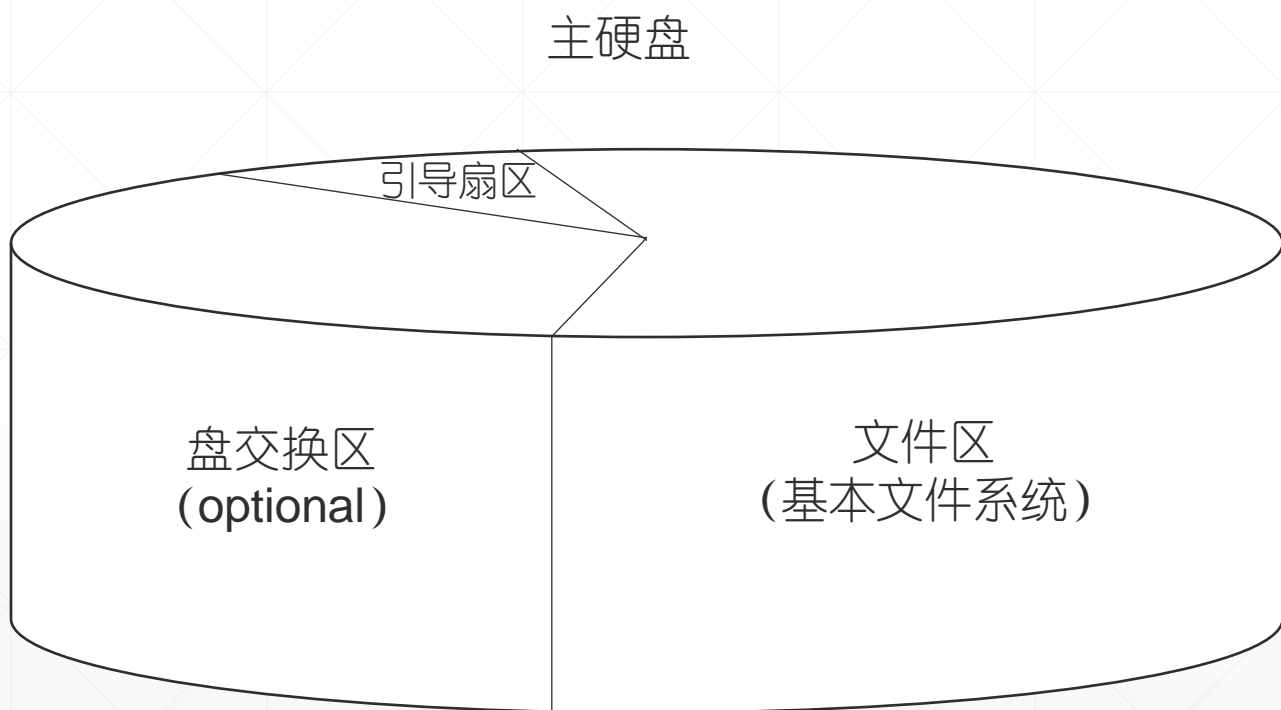 主硬盘
引导扇区
盘交换区
(optional)
文件区
(基本文件系统)